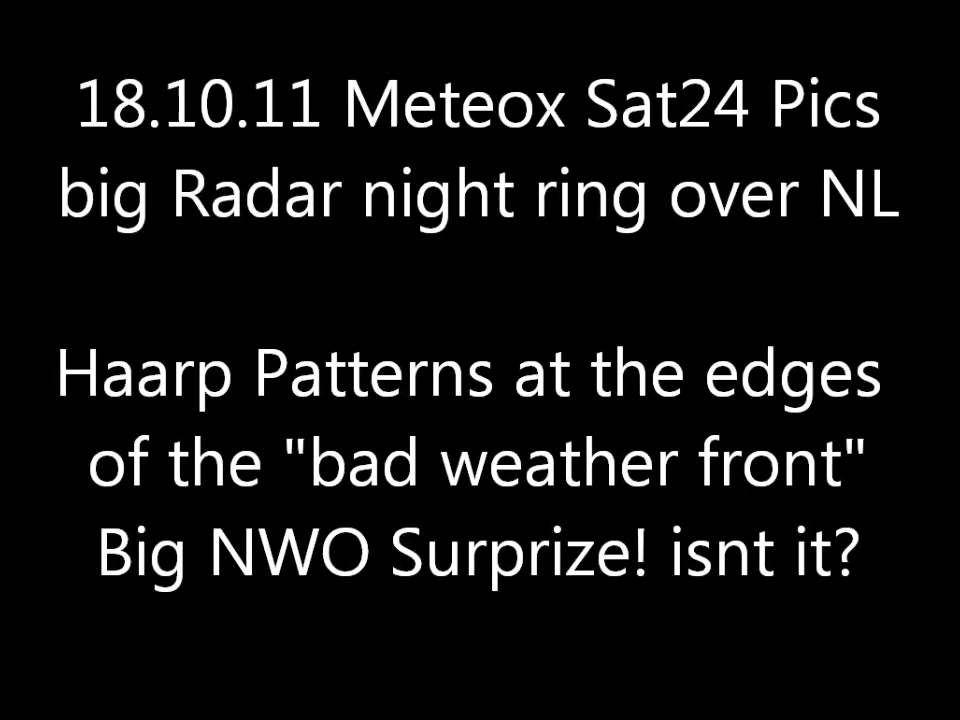 18.10.11 Meteox Sat24 Pics
big Radar night ring over NL
Haarp Patterns at the edges
of the "bad weather front"
Big NWO Surprize! isnt it?